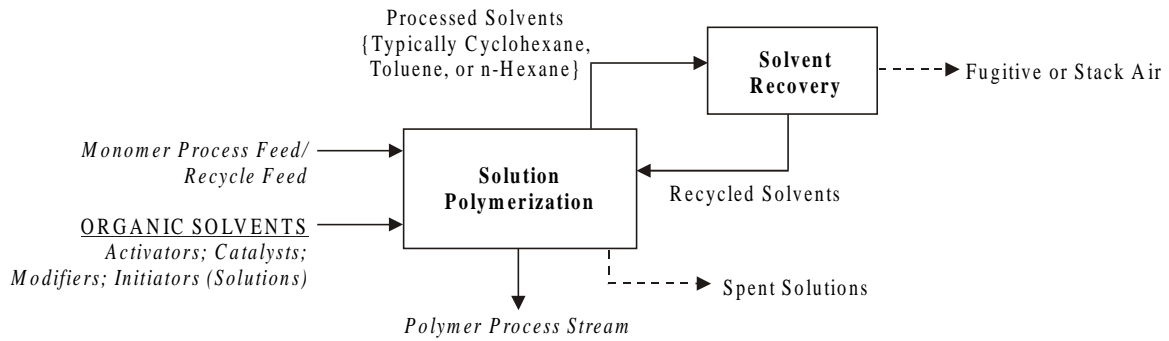 Processed Solvents
{Typically Cyclohexane,
Toluene, or n-Hexane}
Solvent
Recovery
Fugitive or Stack Air
Monomer Process Feed/
Recycle Feed
Solution
Polymerization
Recycled Solvents
ORGANIC SOLVENTS
Activators; Catalysts;
Modifiers; Initiators (Solutions)
Spent Solutions
Polymer Process Stream